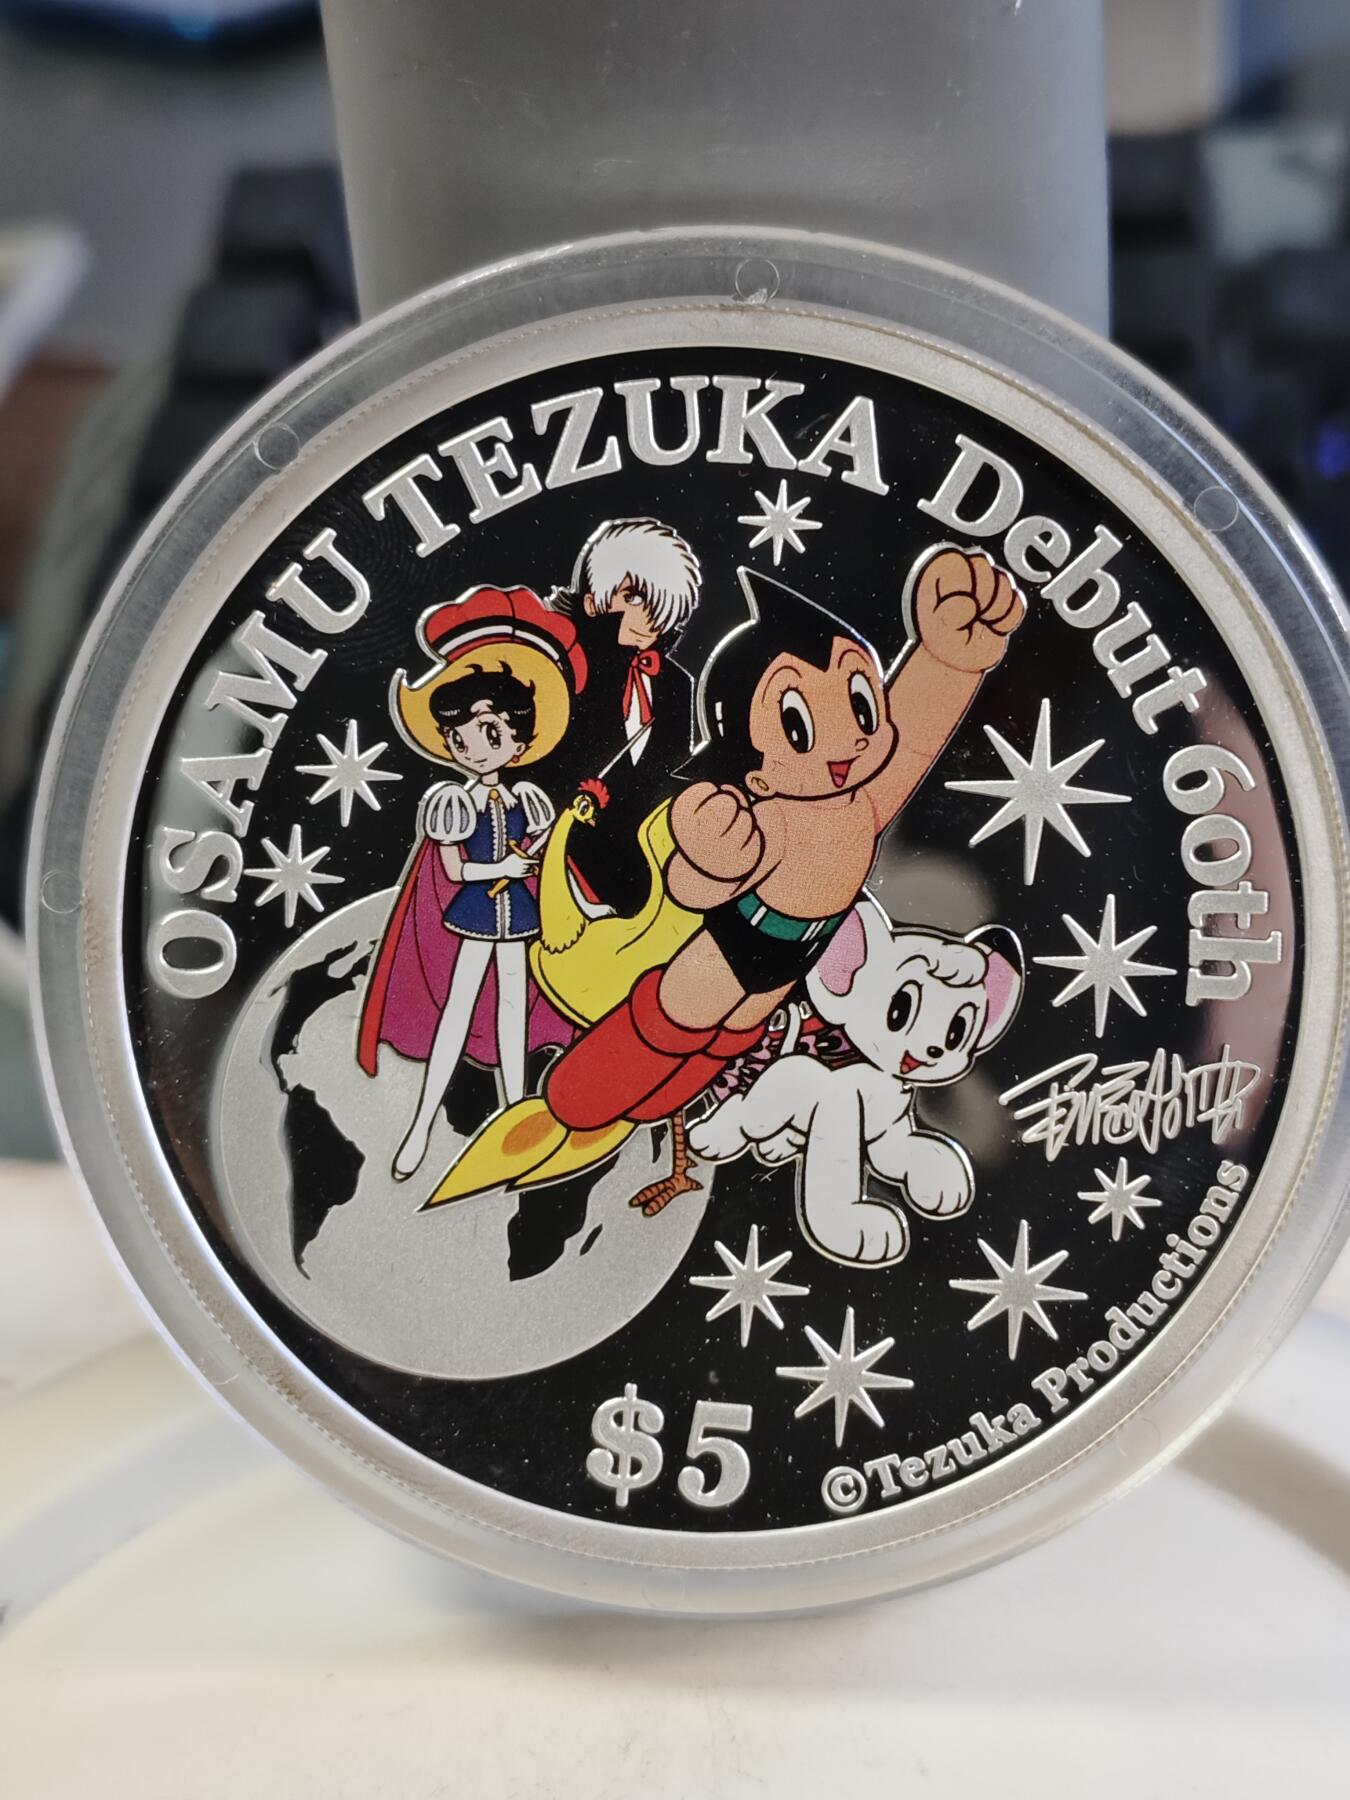 OSAMU TEZUKA Debut 60th
$5
©Tezuka Productions